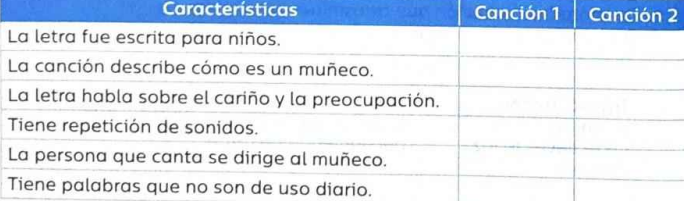 Características Canción 1 Canción 2
La letra fue escrita para niños.
La canción describe cómo es un muñeco.
La letra habla sobre el cariño y la preocupación.
Tiene repetición de sonidos.
La persona que canta se dirige al muñeco.
Tiene palabras que no son de uso diario.